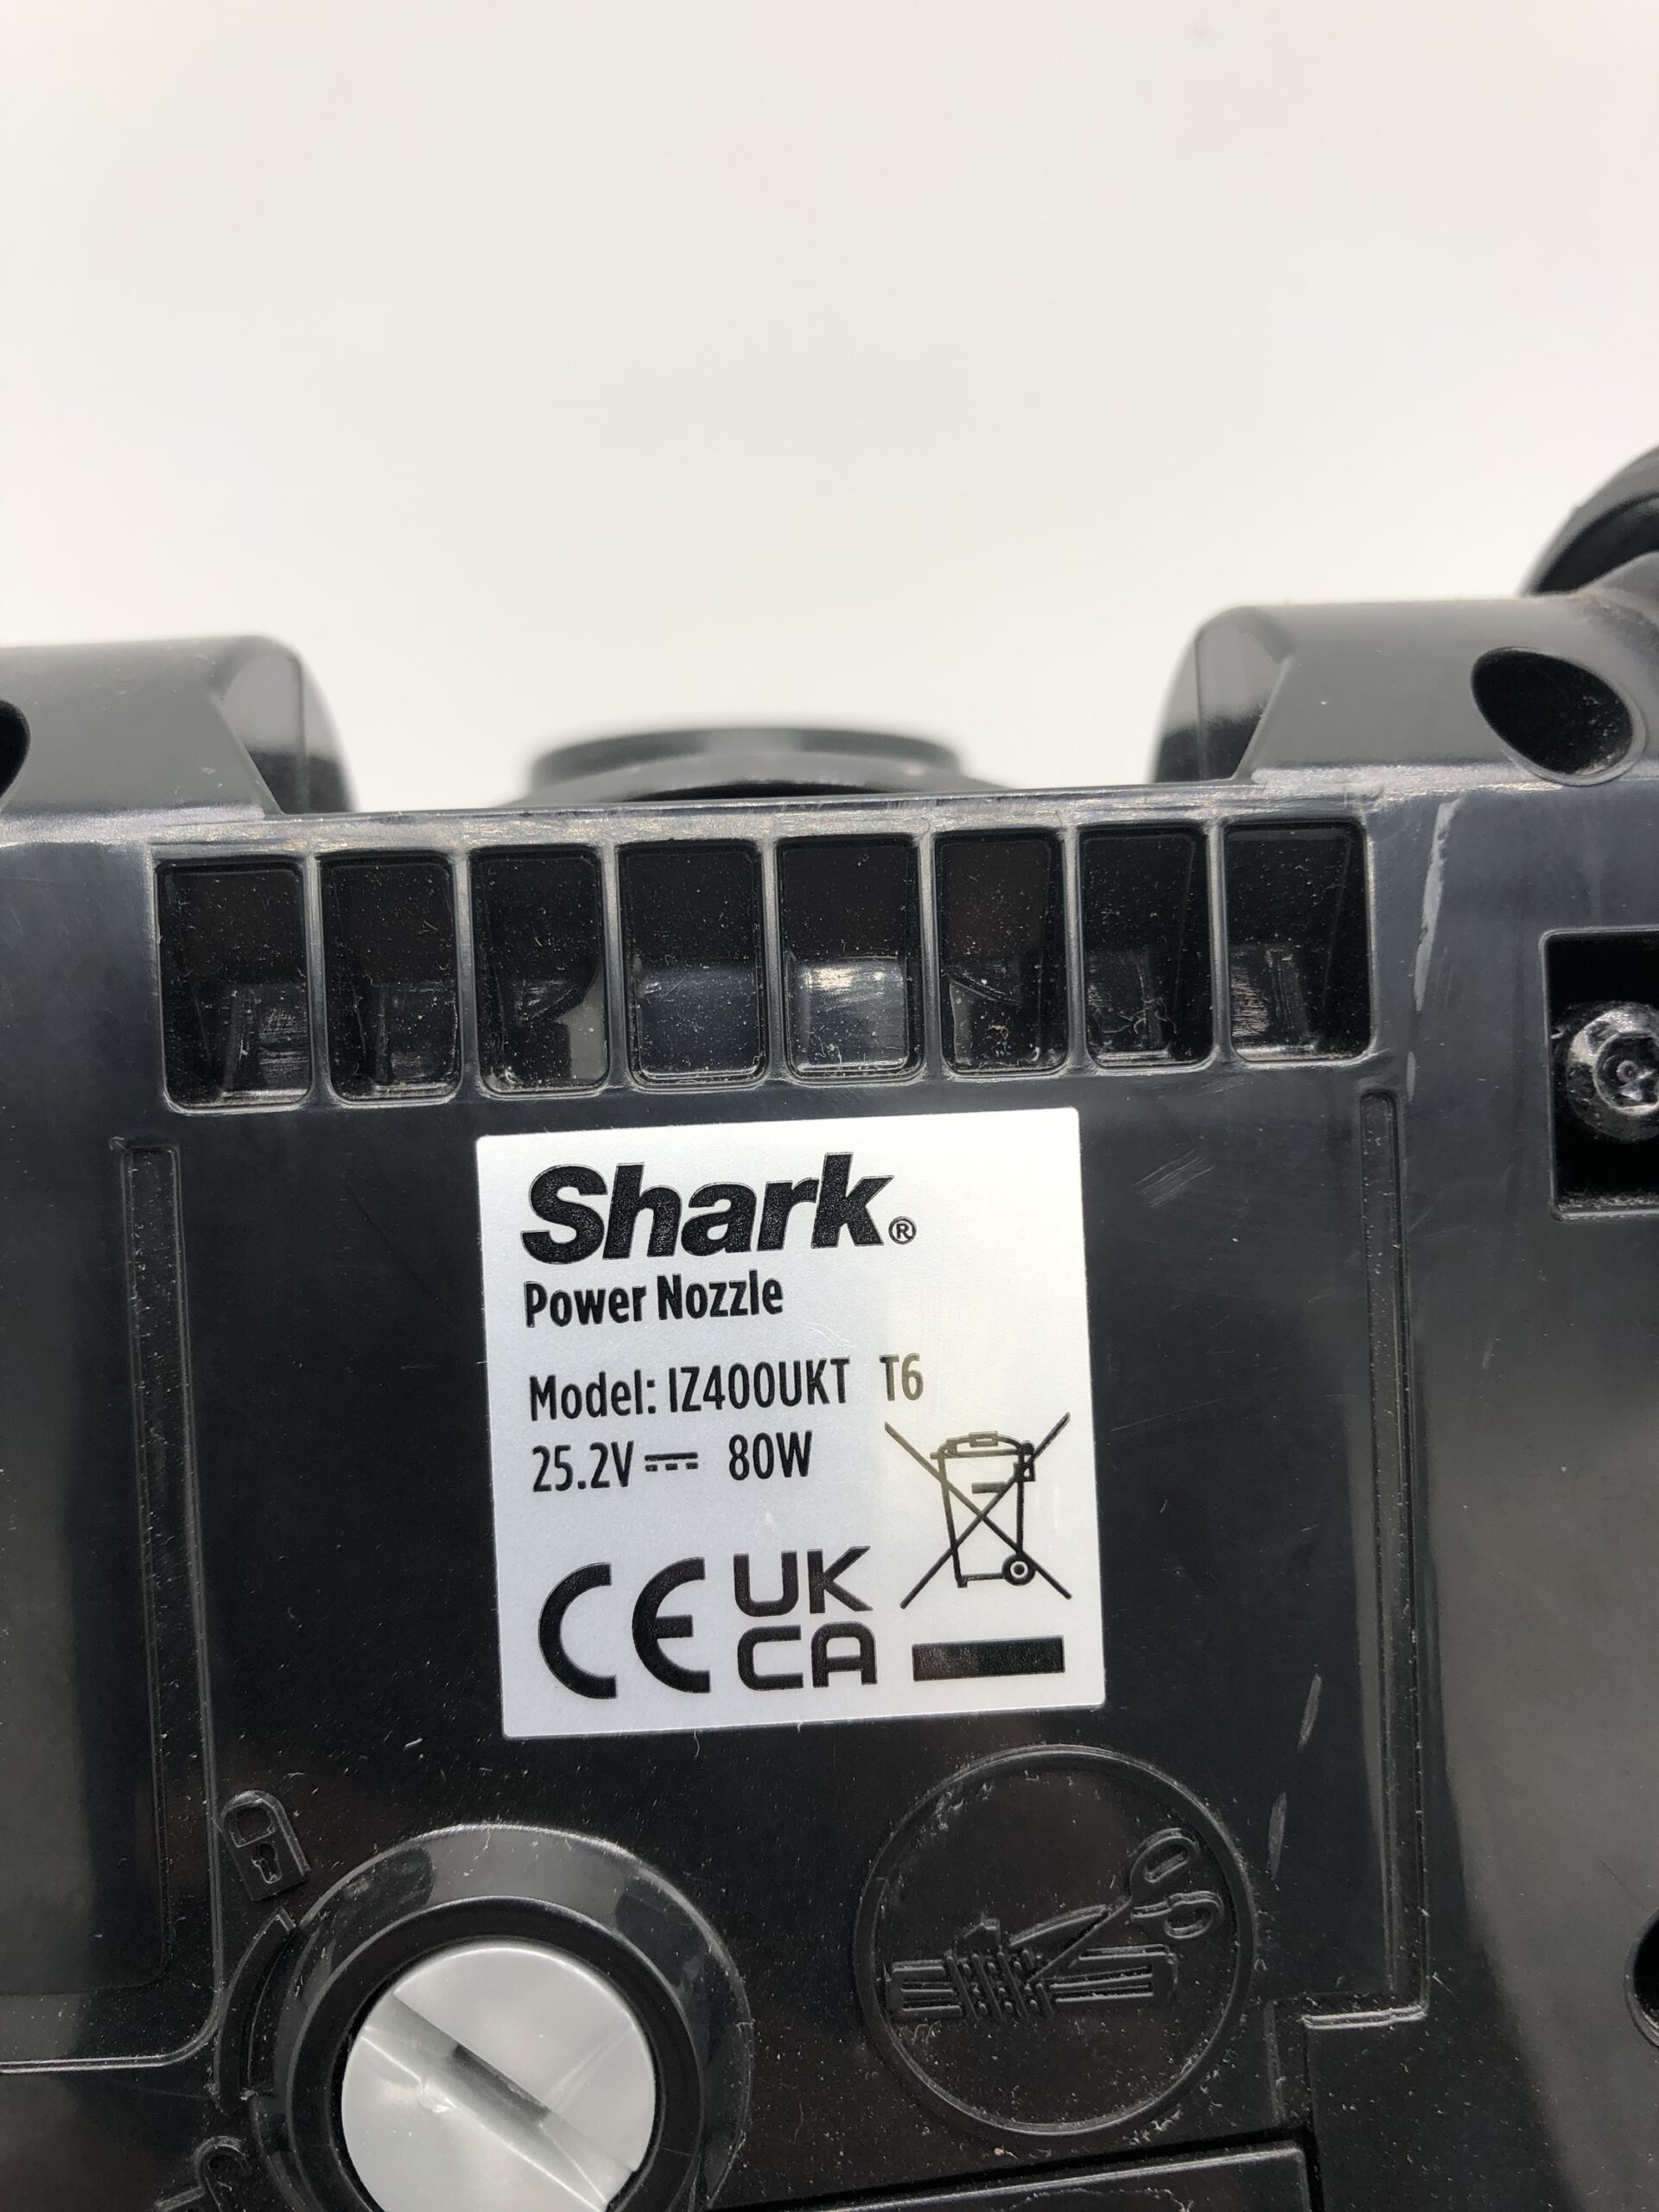 Shark®
Power Nozzle
Model: IZ400UKT T6
25.2V⎓ 80W
CE UK
CA